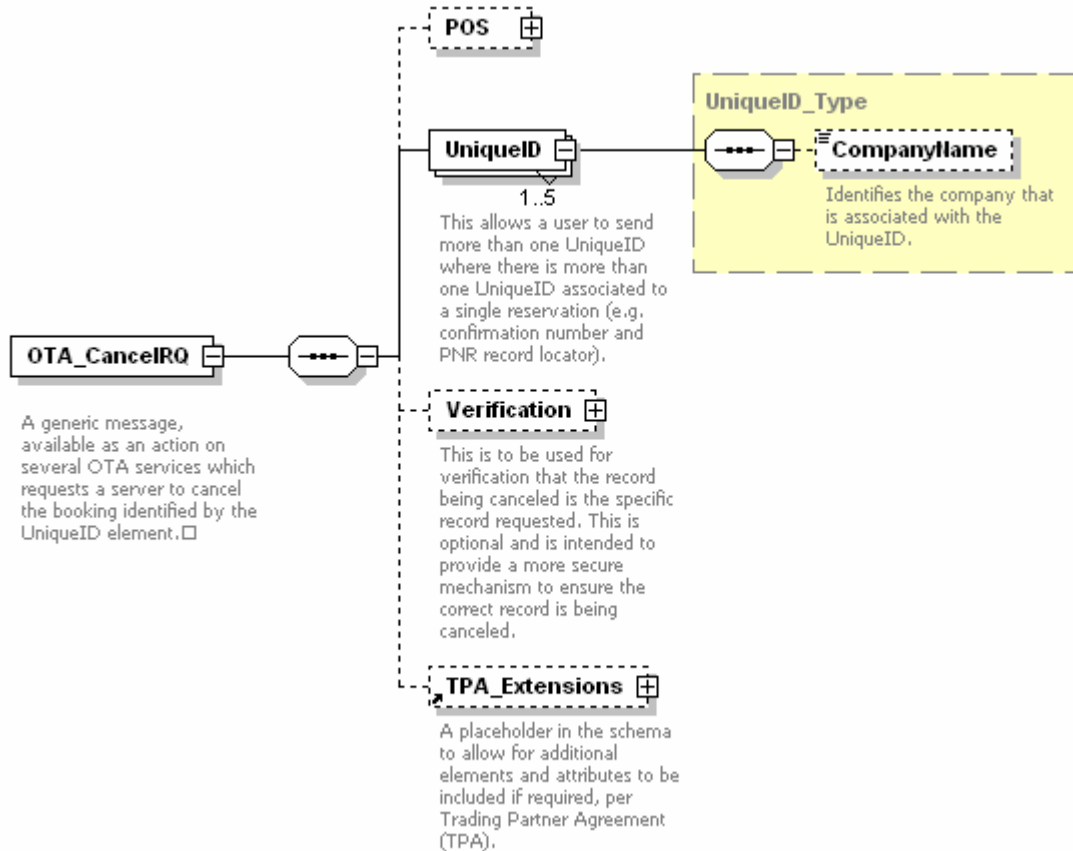 POS
UniqueID_Type
UniqueID
CompanyName
1..5
Identifies the company that
is associated with the
UniqueID.
This allows a user to send
more than one UniqueID
where there is more than
one UniqueID associated to
a single reservation (e.g.
confirmation number and
PNR record locator).
OTA_CancelRQ
A generic message,
available as an action on
several OTA services which
requests a server to cancel
the booking identified by the
UniqueID element.□
Verification
This is to be used for
verification that the record
being canceled is the specific
record requested. This is
optional and is intended to
provide a more secure
mechanism to ensure the
correct record is being
canceled.
TPA_Extensions
A placeholder in the schema
to allow for additional
elements and attributes to be
included if required, per
Trading Partner Agreement
(TPA).